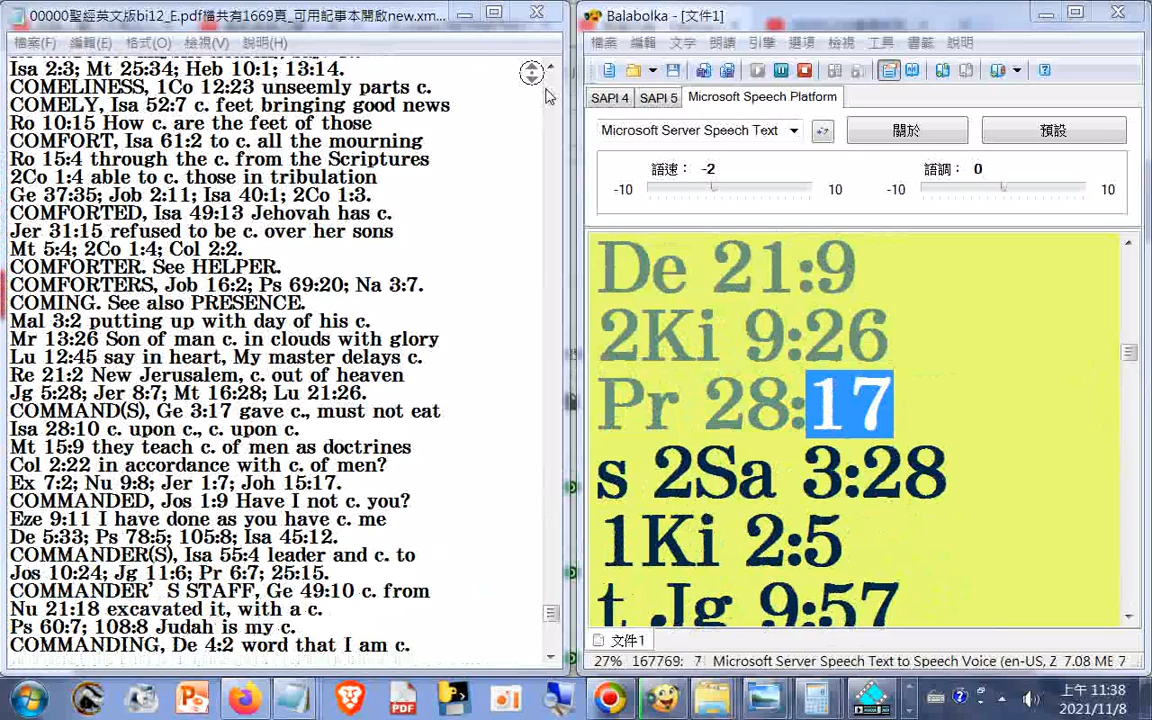 00000聖經英文版bi12_E.pdf檔共有1669頁_可用記事本開啟new.xm...
檔案(F) 編輯(E) 格式(O) 檢視(V) 說明(H)
Isa 2:3; Mt 25:34; Heb 10:1; 13:14.
COMELINESS, 1Co 12:23 unseemly parts c.
COMELY, Isa 52:7 c. feet bringing good news
Ro 10:15 How c. are the feet of those
COMFORT, Isa 61:2 to c. all the mourning
Ro 15:4 through the c. from the Scriptures
2Co 1:4 able to c. those in tribulation
Ge 37:35; Job 2:11; Isa 40:1; 2Co 1:3.
COMFORTED, Isa 49:13 Jehovah has c.
Jer 31:15 refused to be c. over her sons
Mt 5:4; 2Co 1:4; Col 2:2.
COMFORTER. See HELPER.
COMFORTERS, Job 16:2; Ps 69:20; Na 3:7.
COMING. See also PRESENCE.
Mal 3:2 putting up with day of his c.
Mr 13:26 Son of man c. in clouds with glory
Lu 12:45 say in heart, My master delays c.
Re 21:2 New Jerusalem, c. out of heaven
Jg 5:28; Jer 8:7; Mt 16:28; Lu 21:26.
COMMAND(S), Ge 3:17 gave c., must not eat
Isa 28:10 c. upon c., c. upon c.
Mt 15:9 they teach c. of men as doctrines
Col 2:22 in accordance with c. of men?
Ex 7:2; Nu 9:8; Jer 1:7; Joh 15:17.
COMMANDED, Jos 1:9 Have I not c. you?
Eze 9:11 I have done as you have c. me
De 5:33; Ps 78:5; 105:8; Isa 45:12.
COMMANDER(S), Isa 55:4 leader and c. to
Jos 10:24; Jg 11:6; Pr 6:7; 25:15.
COMMANDER’S STAFF, Ge 49:10 c. from
Nu 21:18 excavated it, with a c.
Ps 60:7; 108:8 Judah is my c.
COMMANDING, De 4:2 word that I am c.
Balabolka - [文件1]
檔案 編輯 文字 朗讀 引擎 選項 檢視 工具 書籤 說明
SAPI 4 SAPI 5 Microsoft Speech Platform
Microsoft Server Speech Text 關於 預設
語速： -2 語調： 0
-10 10 -10 10
De 21:9
2Ki 9:26
Pr 28:17
s 2Sa 3:28
1Ki 2:5
t Jg 9:57
文件1
27% 167769: 7 Microsoft Server Speech Text to Speech Voice (en-US, Z 7.08 MB 7
PDF
上午 11:38
2021/11/8